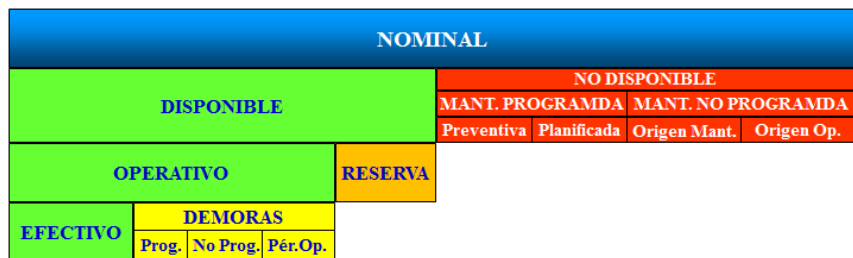 NOMINAL
DISPONIBLE
NO DISPONIBLE
MANT. PROGRAMDA
MANT. NO PROGRAMDA
Preventiva
Planificada
Origen Mant.
Origen Op.
OPERATIVO
RESERVA
EFECTIVO
DEMORAS
Prog.
No Prog.
Pér.Op.